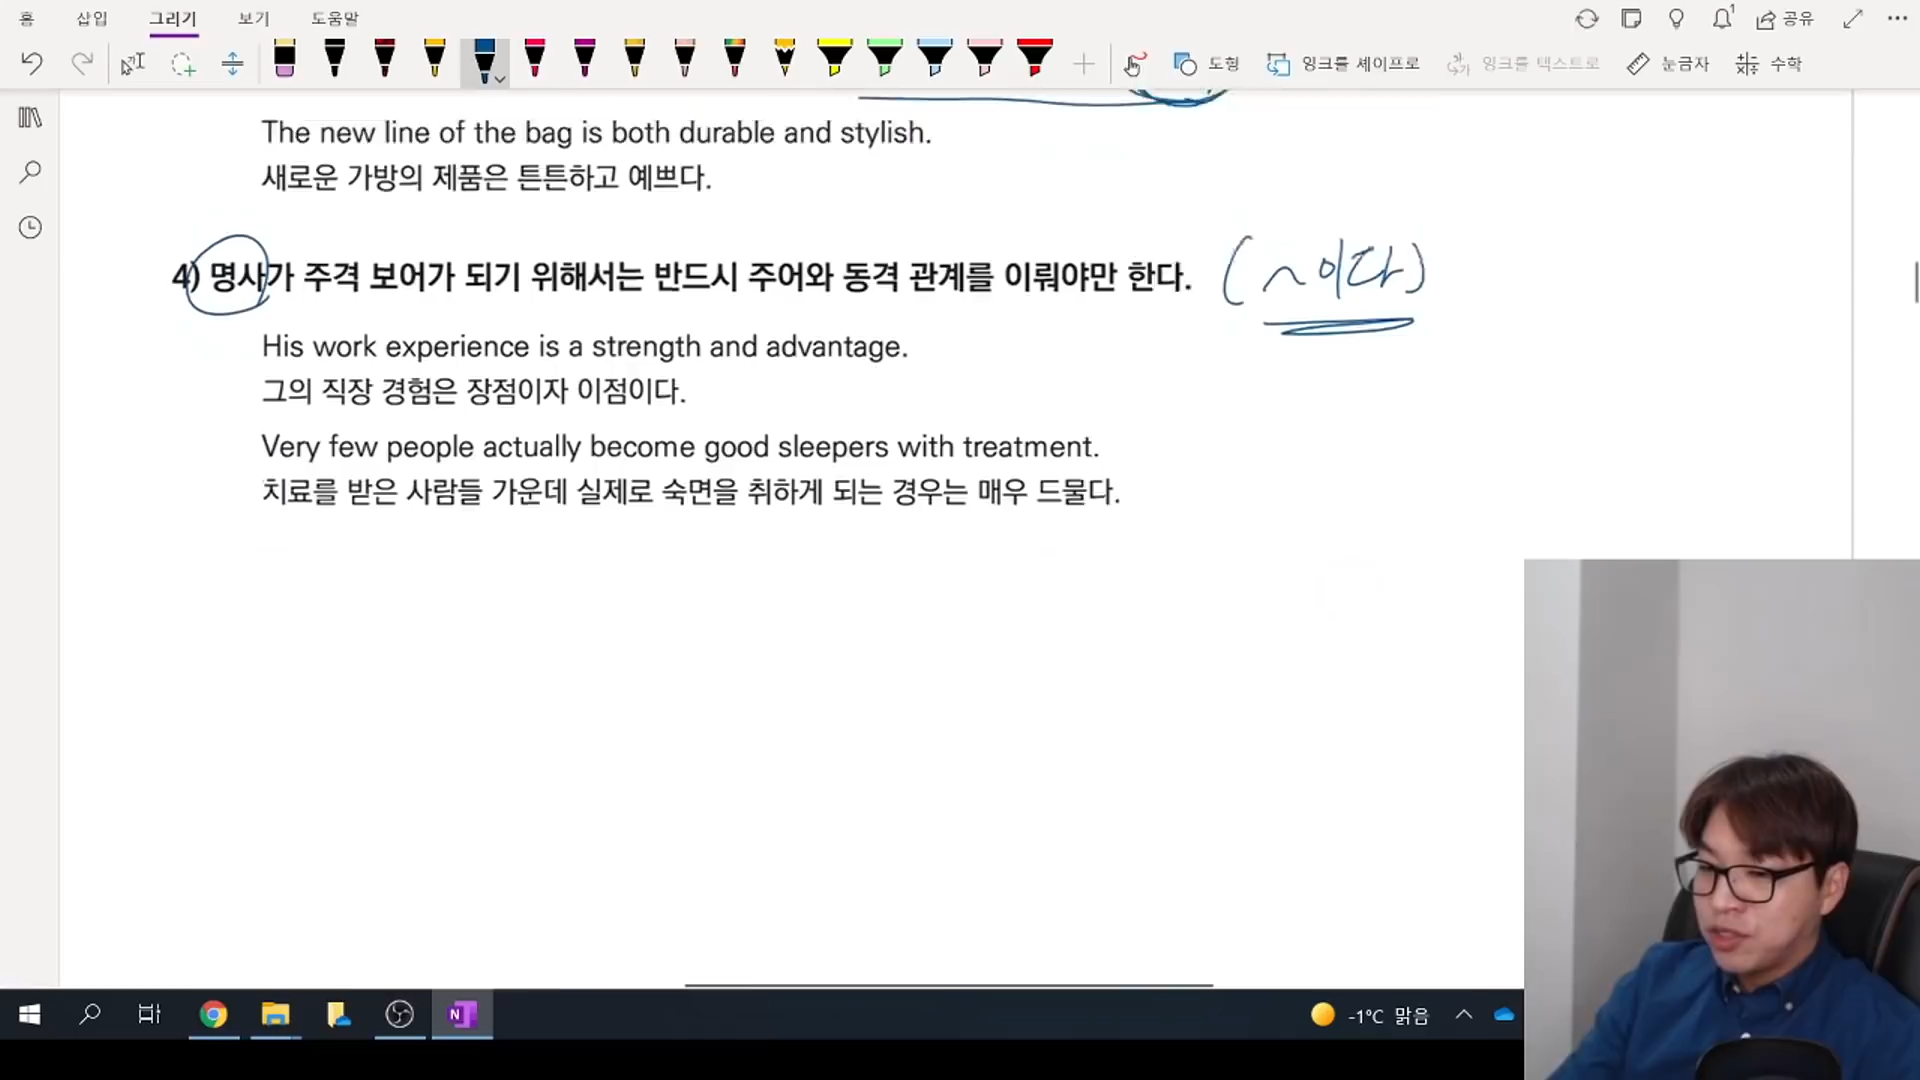 홈 삽입 그리기 보기 도움말 1 공유
도형 잉크를 셰이프로 잉크를 텍스트로 눈금자 수학
The new line of the bag is both durable and stylish.
새로운 가방의 제품은 튼튼하고 예쁘다.
4) 명사가 주격 보어가 되기 위해서는 반드시 주어와 동격 관계를 이뤄야만 한다. (~이다)
His work experience is a strength and advantage.
그의 직장 경험은 장점이자 이점이다.
Very few people actually become good sleepers with treatment.
치료를 받은 사람들 가운데 실제로 숙면을 취하게 되는 경우는 매우 드물다.
N -1°C 맑음